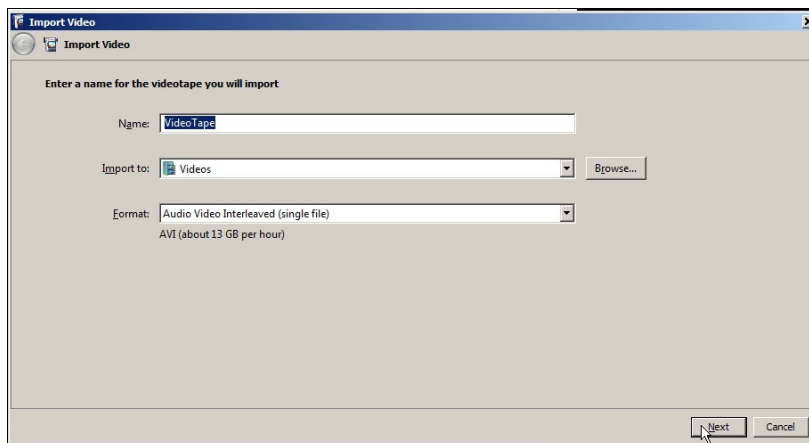 Import Video
Import Video
Enter a name for the videotape you will import
Name: VideoTape
Import to: Videos Browse...
Format: Audio Video Interleaved (single file)
AVI (about 13 GB per hour)
Next Cancel